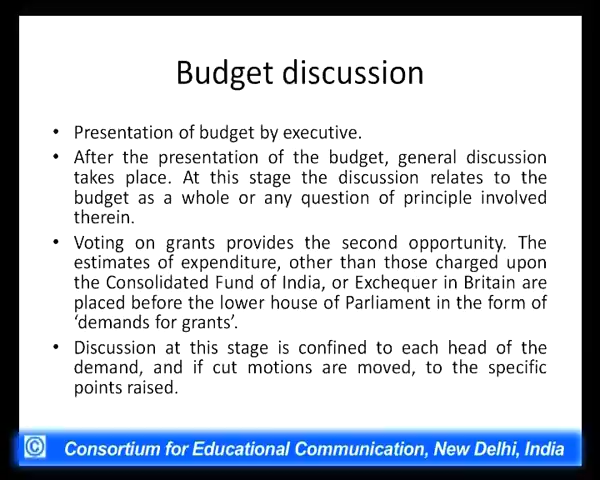 Budget discussion
• Presentation of budget by executive.
• After the presentation of the budget, general discussion
takes place. At this stage the discussion relates to the
budget as a whole or any question of principle involved
therein.
• Voting on grants provides the second opportunity. The
estimates of expenditure, other than those charged upon
the Consolidated Fund of India, or Exchequer in Britain are
placed before the lower house of Parliament in the form of
‘demands for grants’.
• Discussion at this stage is confined to each head of the
demand, and if cut motions are moved, to the specific
points raised.
© Consortium for Educational Communication, New Delhi, India